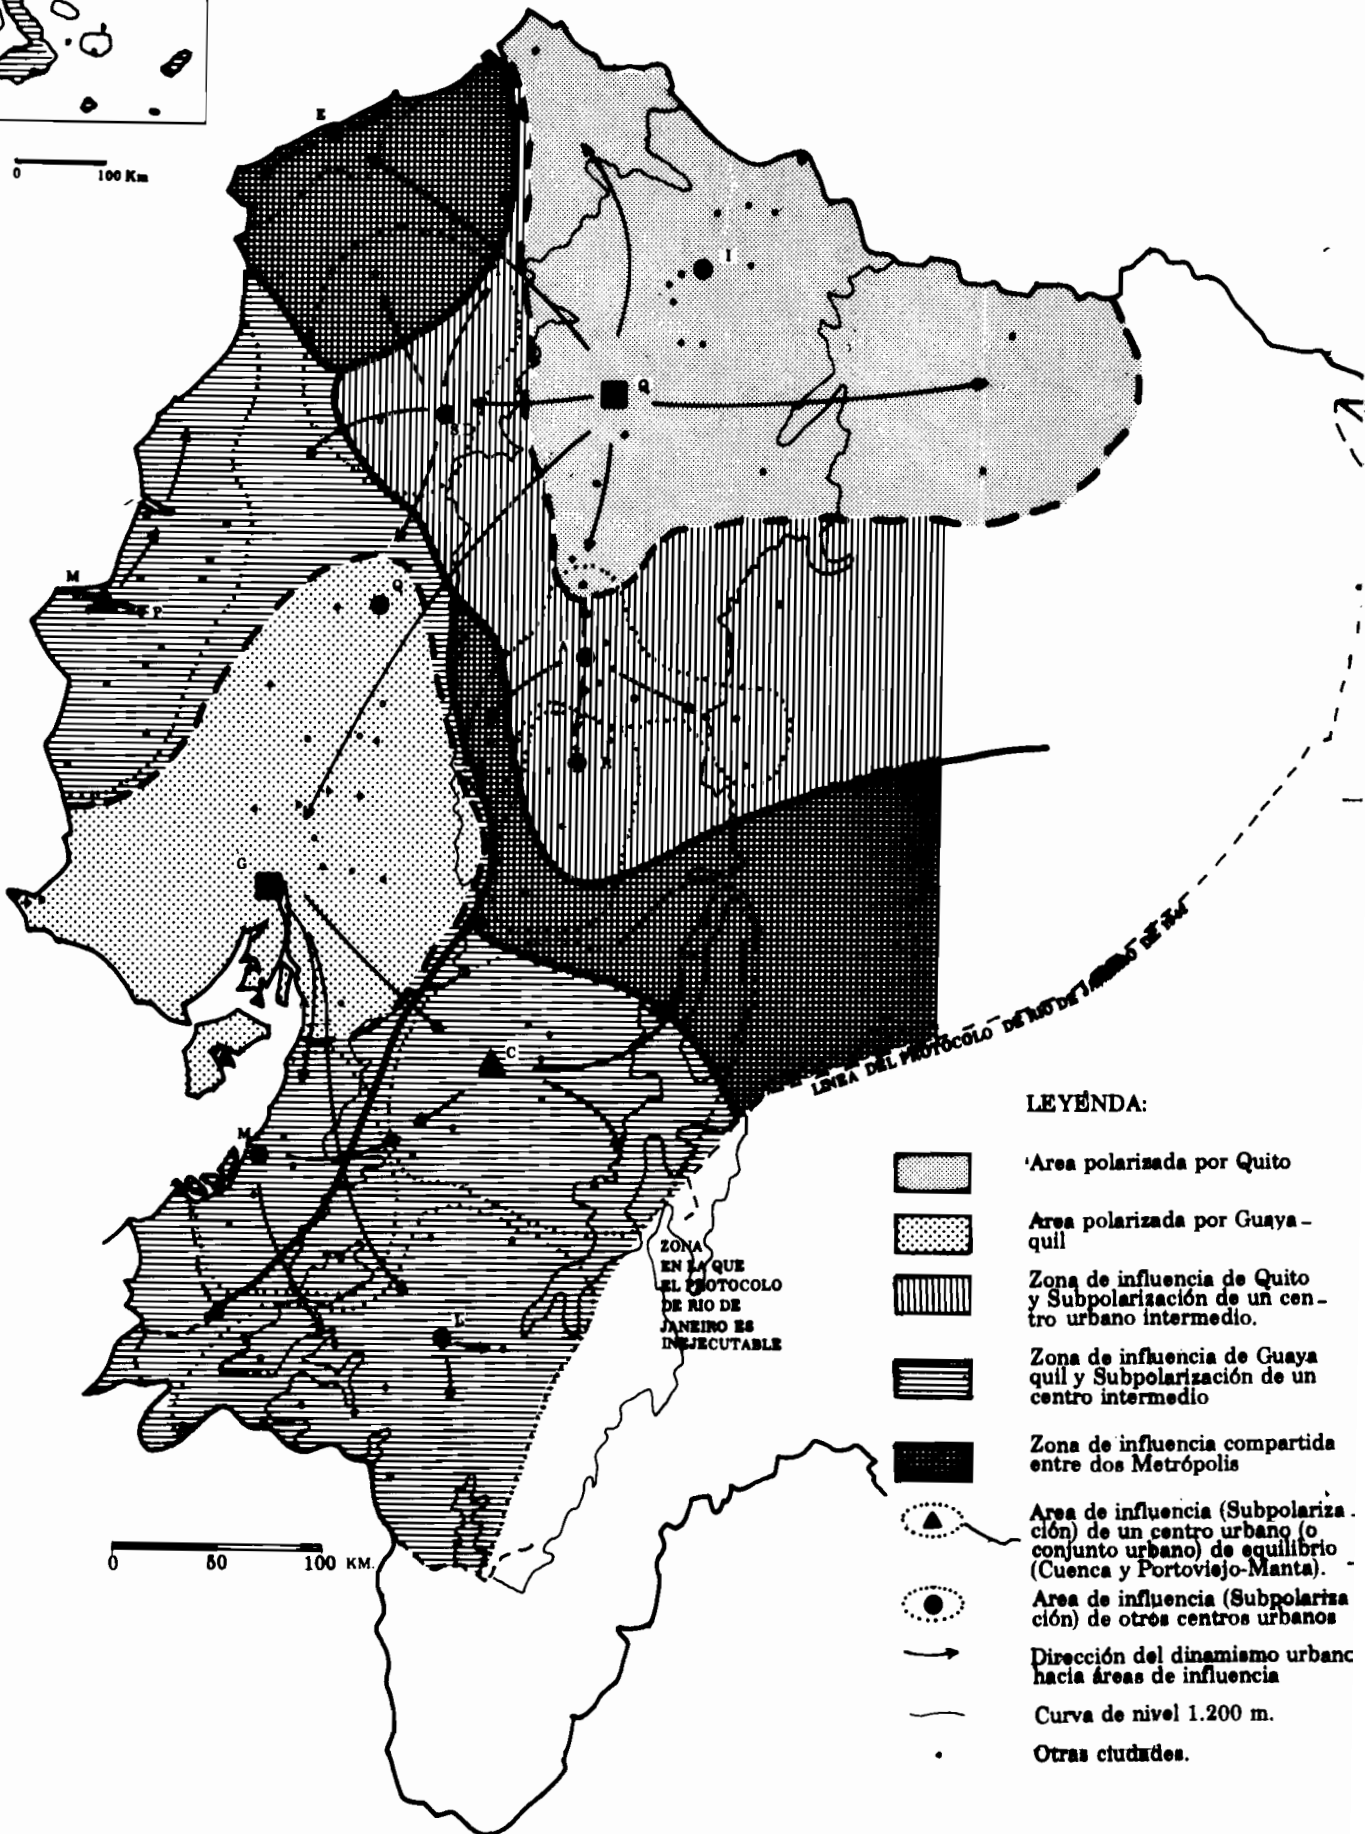 0 100 Km
E
I
Q
S D
M
P
Q
A
R
G
C
M
L
LINEA DEL PROTOCOLO DE RIO DE JANEIRO DE
ZONA
EN LA QUE
EL PROTOCOLO
DE RIO DE
JANEIRO ES
INEJECUTABLE
0 50 100 KM.
LEYENDA:
Area polarizada por Quito
Area polarizada por Guaya-
quil
Zona de influencia de Quito
y Subpolarización de un cen-
tro urbano intermedio.
Zona de influencia de Guaya
quil y Subpolarización de un
centro intermedio
Zona de influencia compartida
entre dos Metrópolis
Area de influencia (Subpolariza-
ción) de un centro urbano (o
conjunto urbano) de equilibrio
(Cuenca y Portoviejo-Manta).
Area de influencia (Subpolariza
ción) de otros centros urbanos
Dirección del dinamismo urbano
hacia áreas de influencia
Curva de nivel 1.200 m.
Otras ciudades.